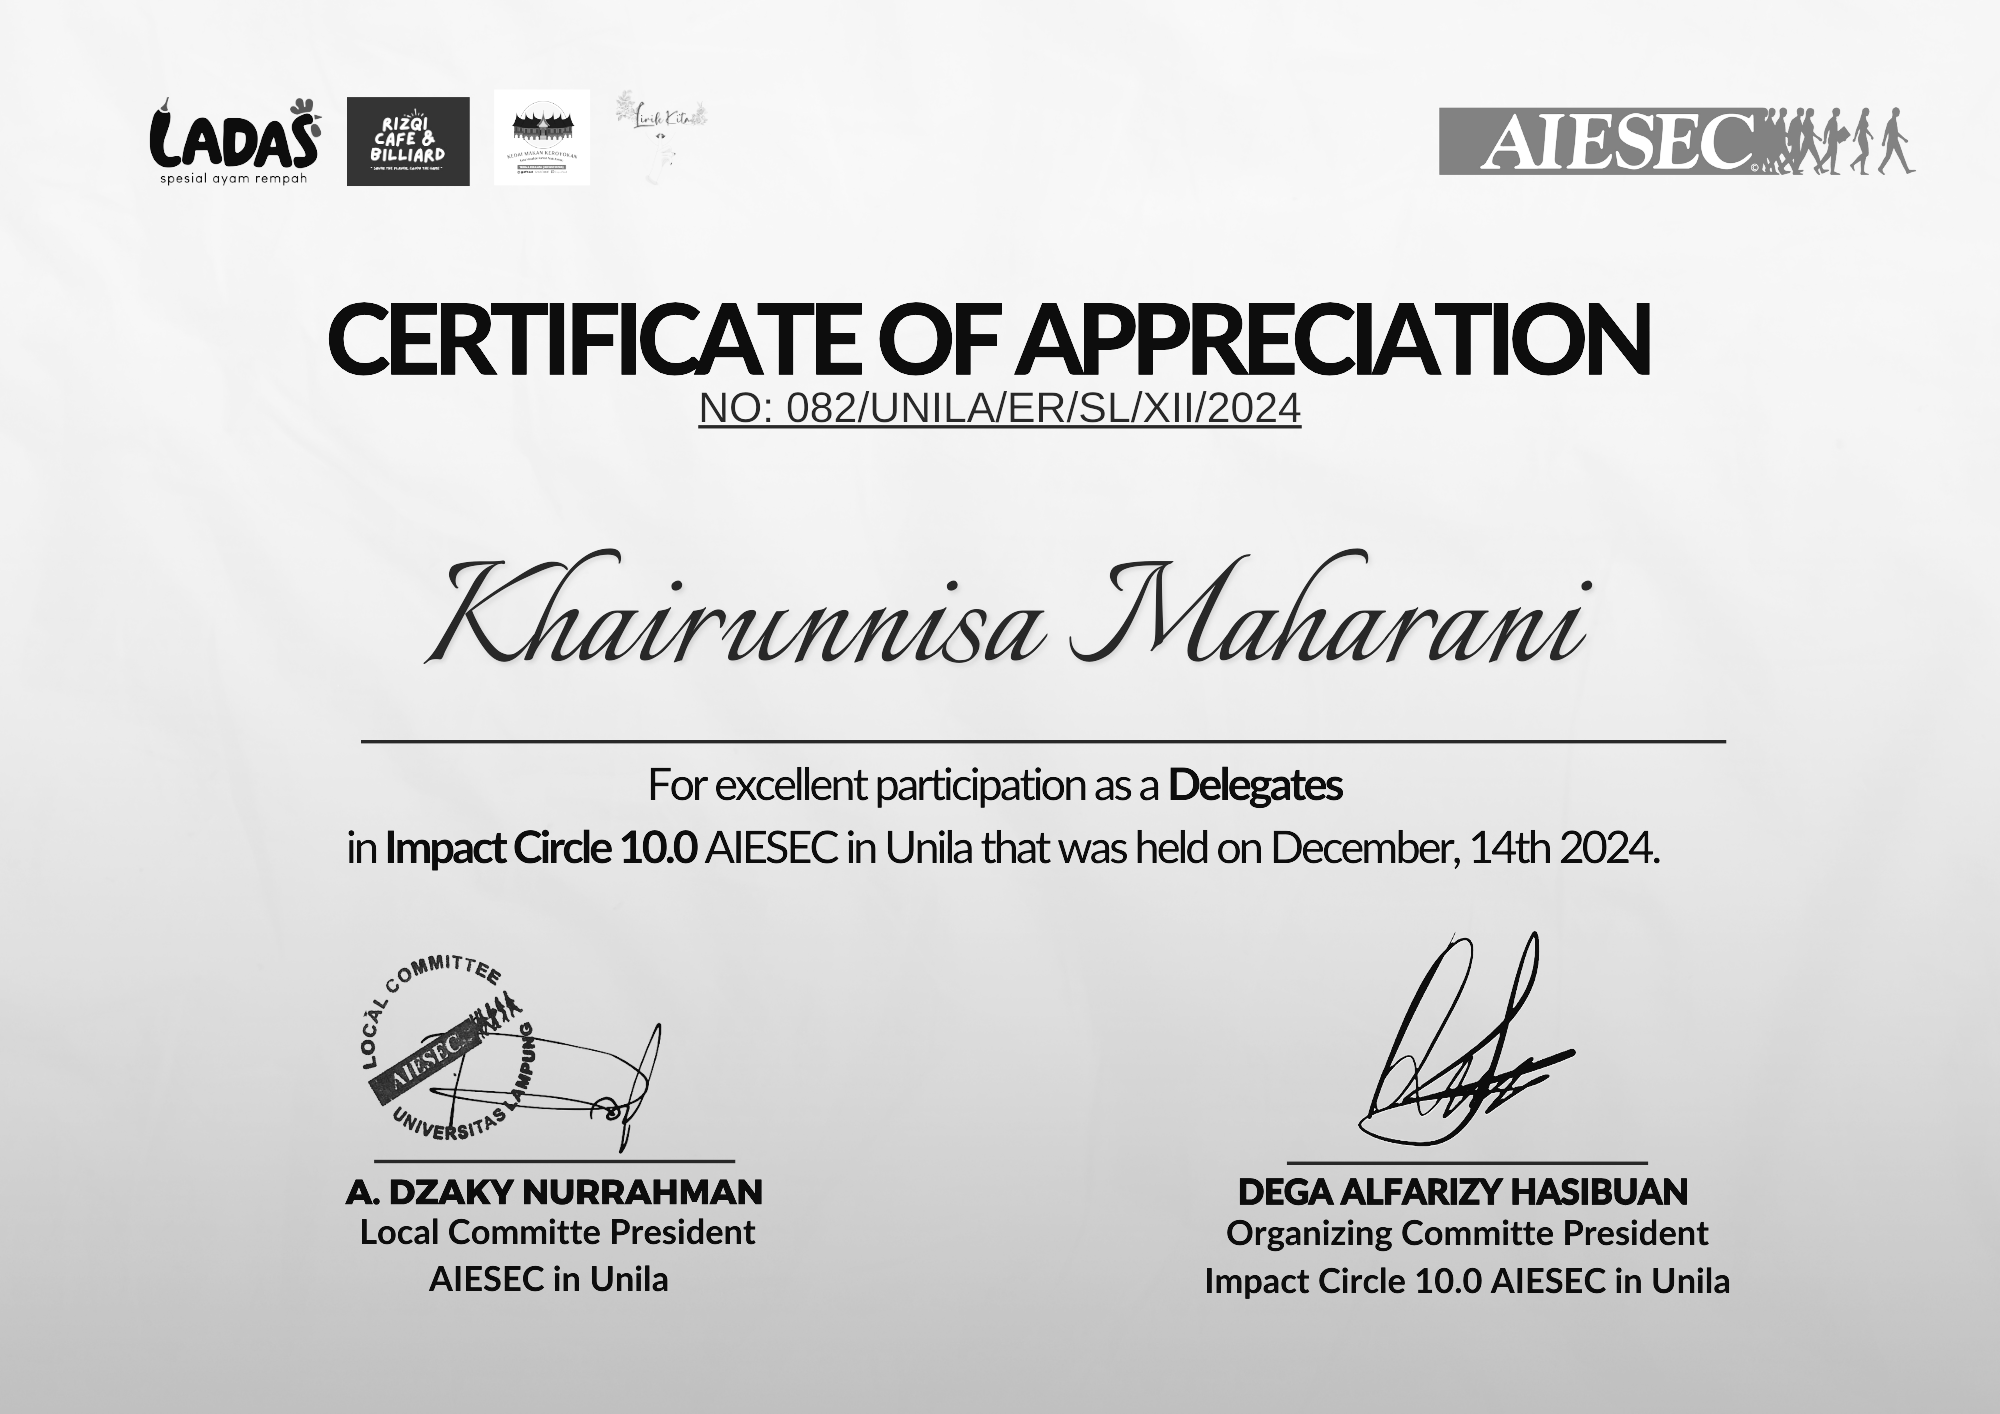 LADAS
spesial ayam rempah
RIZQI
CAFE &
BILLIARD
KEDAI MAKAN KEROYOKAN
Lirik Kita
AIESEC
CERTIFICATE OF APPRECIATION
NO: 082/UNILA/ER/SL/XII/2024
Khairunnisa Maharani
For excellent participation as a Delegates
in Impact Circle 10.0 AIESEC in Unila that was held on December, 14th 2024.
LOCAL COMMITTEE
AIESEC
UNIVERSITAS LAMPUNG
A. DZAKY NURRAHMAN
Local Committe President
AIESEC in Unila
DEGA ALFARIZY HASIBUAN
Organizing Committe President
Impact Circle 10.0 AIESEC in Unila